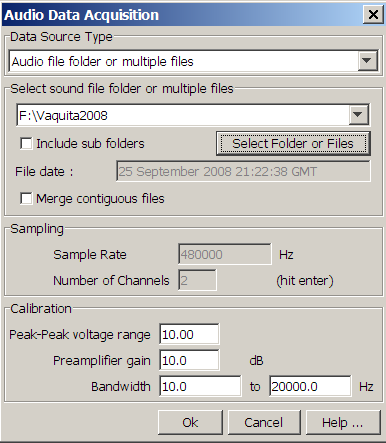 Audio Data Acquisition
Data Source Type
Audio file folder or multiple files
Select sound file folder or multiple files
F:\Vaquita2008
Include sub folders
Select Folder or Files
File date :
25 September 2008 21:22:38 GMT
Merge contiguous files
Sampling
Sample Rate 480000 Hz
Number of Channels 2 (hit enter)
Calibration
Peak-Peak voltage range 10.00
Preamplifier gain 10.0 dB
Bandwidth 10.0 to 20000.0 Hz
Ok Cancel Help ...